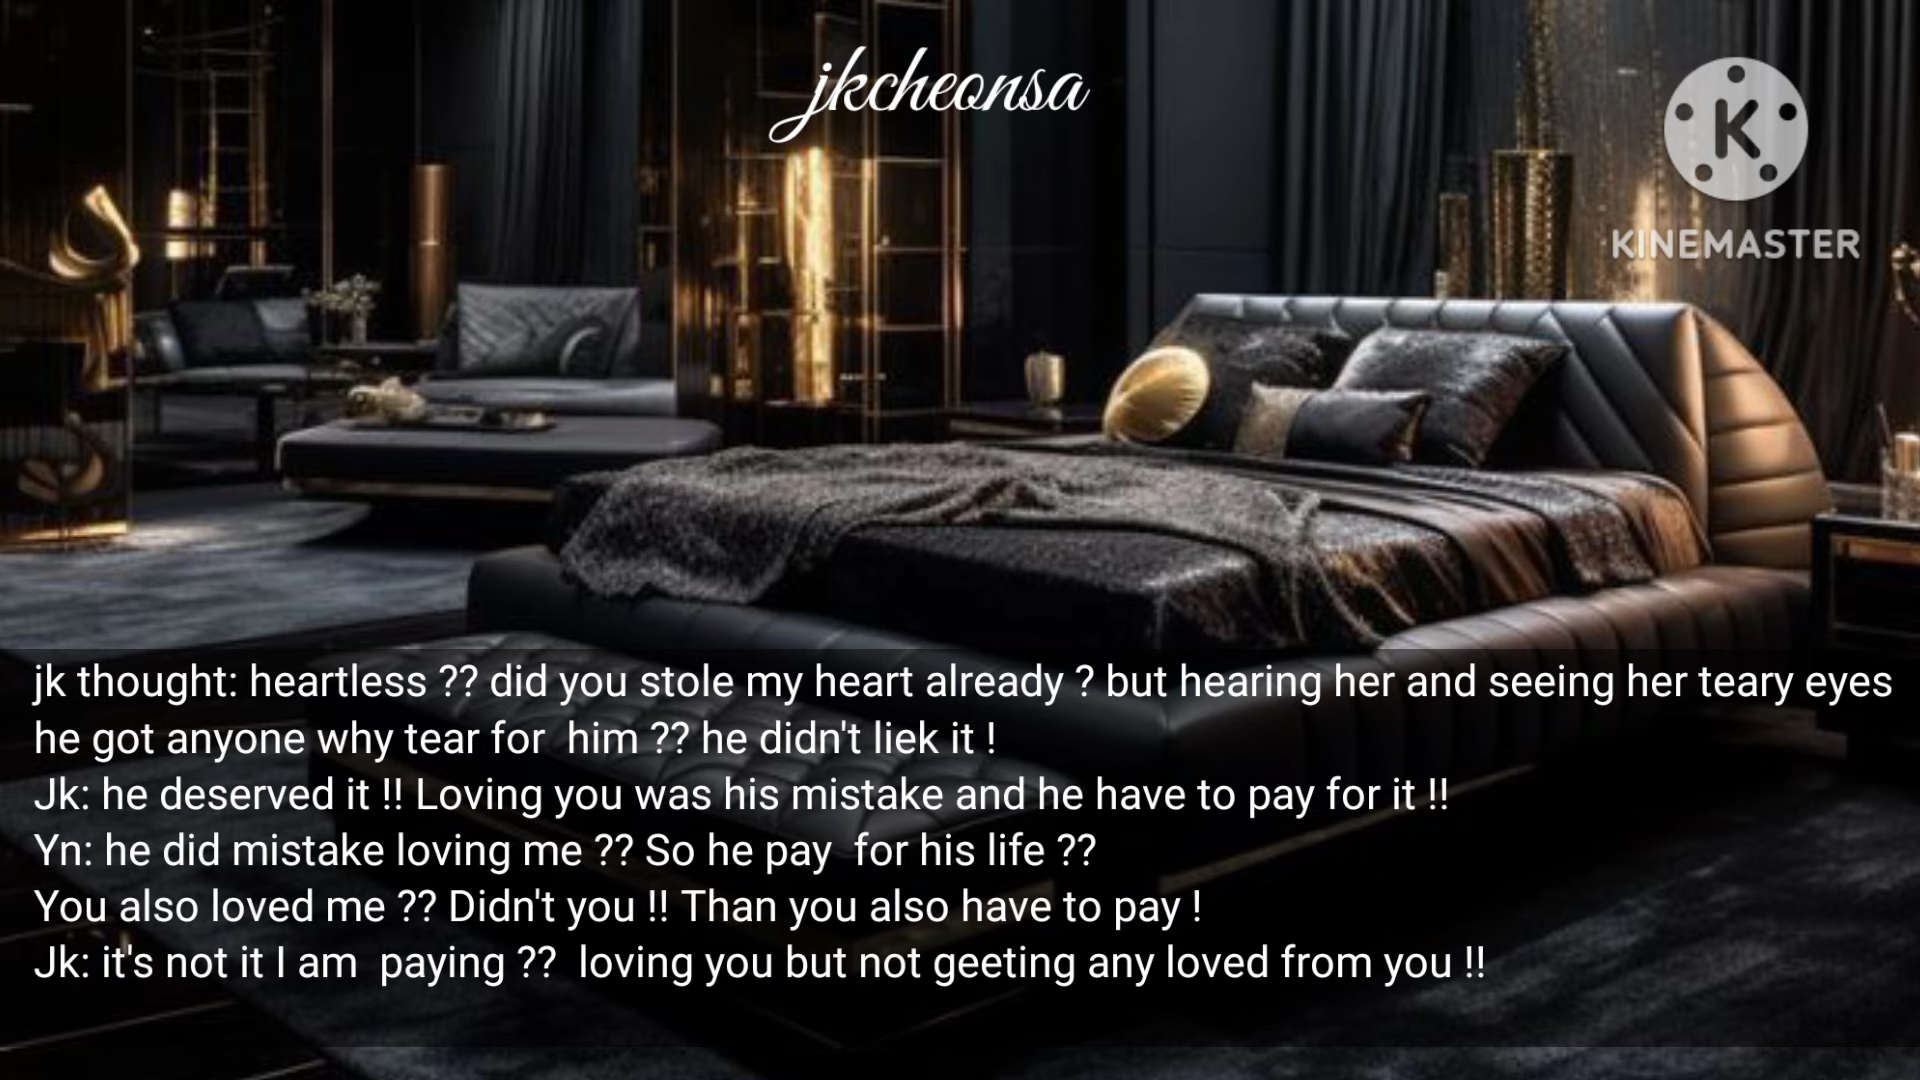 jkcheonsa
K
KINEMASTER
jk thought: heartless ?? did you stole my heart already ? but hearing her and seeing her teary eyes
he got anyone why tear for  him ?? he didn't liek it !
Jk: he deserved it !! Loving you was his mistake and he have to pay for it !!
Yn: he did mistake loving me ?? So he pay  for his life ??
You also loved me ?? Didn't you !! Than you also have to pay !
Jk: it's not it I am  paying ??  loving you but not geeting any loved from you !!